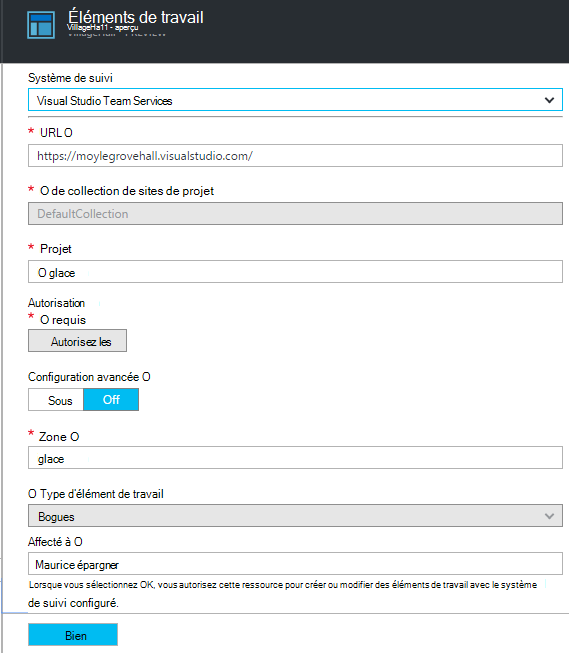 Éléments de travail
VillageHa11 - aperçu
Système de suivi
Visual Studio Team Services
* URL O
https://moylegrovehall.visualstudio.com/
* O de collection de sites de projet
DefaultCollection
* Projet
O glace
Autorisation
* O requis
Autorisez les
Configuration avancée O
Sous Off
* Zone O
glace
O Type d'élément de travail
Bogues
Affecté à O
Maurice épargner
Lorsque vous sélectionnez OK, vous autorisez cette ressource pour créer ou modifier des éléments de travail avec le système
de suivi configuré.
Bien